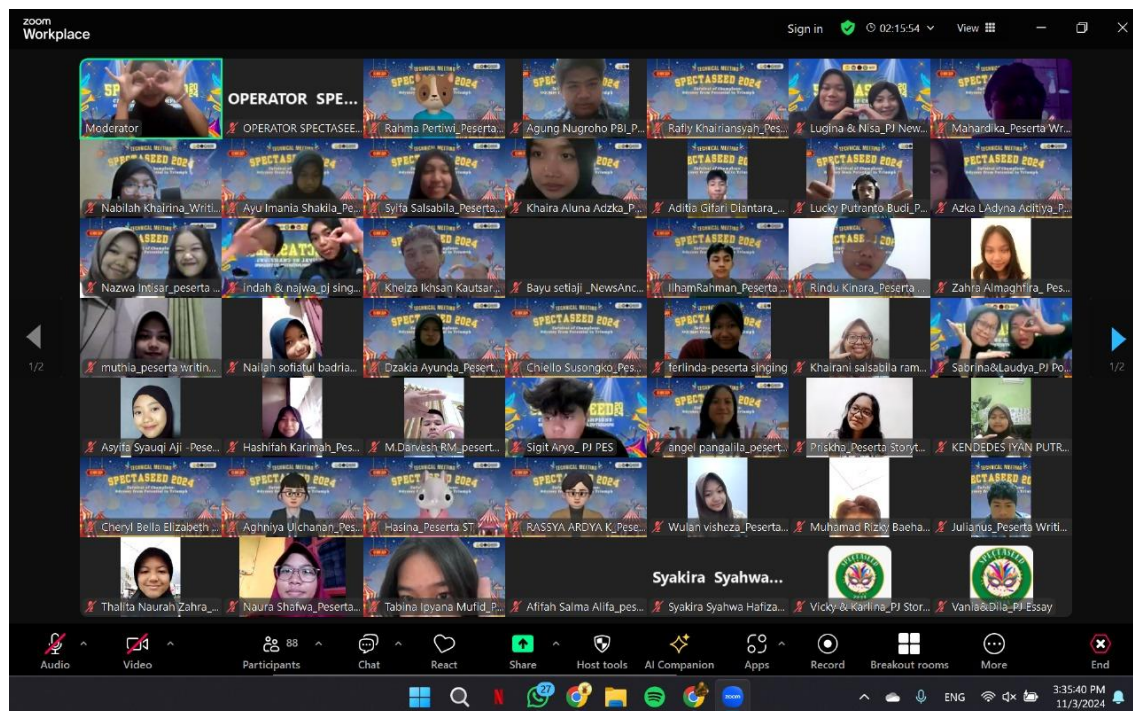 zoom
Workplace
Sign in
02:15:54
View
Moderator
OPERATOR SPE...
OPERATOR SPECTASEE...
Rahma Pertiwi_Peserta...
Agung Nugroho PBI_P...
Rafly Khairiansyah_Pes...
Lugina & Nisa_PJ New...
Mahardika_Peserta Wr...
Nabilah Khairina_Writi...
Ayu Imania Shakila_Pe...
Syifa Salsabila_Peserta...
Khaira Aluna Adzka_P...
Aditia Gifari Diantara_...
Lucky Putranto Budi_P...
Azka LAdyna Aditiya_P...
Nazwa Intisar_peserta ...
indah & najwa_pj sing...
Kheiza Ikhsan Kautsar...
Bayu setiaji _NewsAnc...
IlhamRahman_Peserta ...
Rindu Kinara_Peserta ...
Zahra Almaghfira_ Pes...
1/2
muthia_peserta writin...
Nailah sofiatul badria...
Dzakia Ayunda_Pesert...
Chiello Susongko_Pes...
ferlinda-peserta singing
Khairani salsabila ram...
Sabrina&Laudya_PJ Po...
1/2
Asyifa Syauqi Aji -Pese...
Hashifah Karimah_Pes...
M.Darvesh RM_pesert...
Sigit Aryo_ PJ PES
angel pangalila_pesert...
Priskha_Peserta Storyt...
KENDEDES IYAN PUTR...
Cheryl Bella Elizabeth ...
Aghniya Ulchanan_Pes...
Hasina_Peserta ST
RASSYA ARDYA K_Pese...
Wulan visheza_Peserta...
Muhamad Rizky Baeha...
Julianus_Peserta Writi...
Thalita Naurah Zahra_...
Naura Shafwa_Peserta...
Tabina Ipyana Mufid_P...
Afifah Salma Alifa_pes...
Syakira Syahwa...
Syakira Syahwa Hafiza...
Vicky & Karlina_PJ Stor...
Vania&Dila_PJ Essay
88
Audio
Video
Participants
Chat
React
Share
Host tools
AI Companion
Apps
Record
Breakout rooms
More
End
27
zoom
ENG
3:35:40 PM
11/3/2024